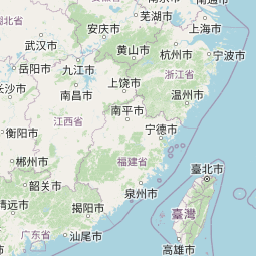 南通市
芜湖市
上海市
北省
武汉市
安庆市
黄山市
杭州市
宁波市
岳阳市
九江市
上饶市
浙江省
长沙市
南昌市
温州市
南平市
江西省
宁德市
衡阳市
福建省
郴州市
臺北市
韶关市
泉州市
清远市
揭阳市
臺灣
广东省
汕尾市
高雄市